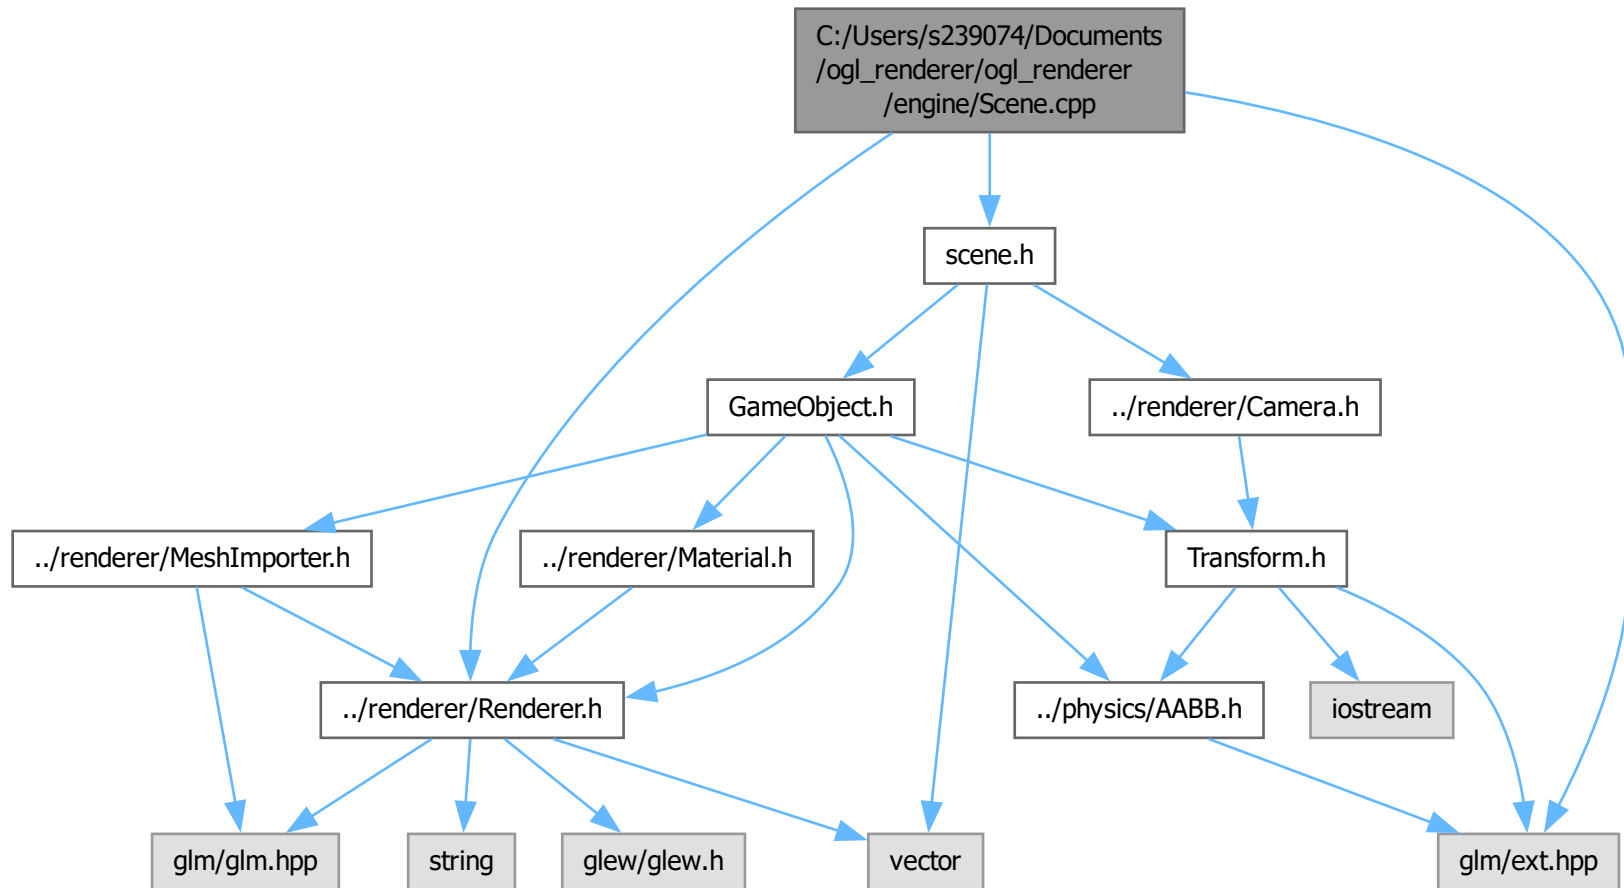 C:/Users/s239074/Documents
/ogl_renderer/ogl_renderer
/engine/Scene.cpp
scene.h
GameObject.h
../renderer/Camera.h
../renderer/MeshImporter.h
../renderer/Material.h
Transform.h
../renderer/Renderer.h
../physics/AABB.h
iostream
glm/glm.hpp
string
glew/glew.h
vector
glm/ext.hpp